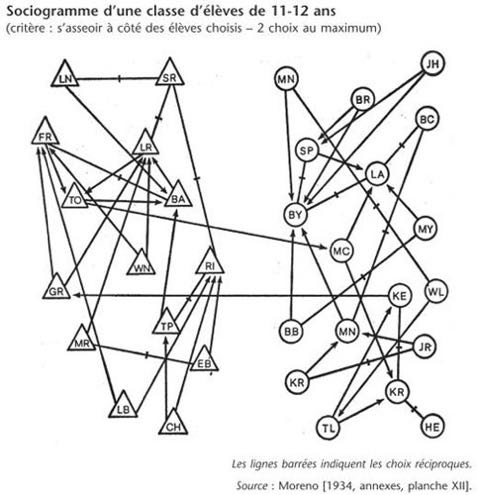 Sociogramme d'une classe d'élèves de 11-12 ans
(critère : s'asseoir à côté des élèves choisis – 2 choix au maximum)
LN
SR
MN
JH
BR
BC
FR
LR
SP
LA
TO
BA
BY
MY
MC
WN
RI
GR
KE
WL
TP
BB
MN
MR
JR
EB
KR
KR
LB
CH
TL
HE
Les lignes barrées indiquent les choix réciproques.
Source : Moreno [1934, annexes, planche XII].